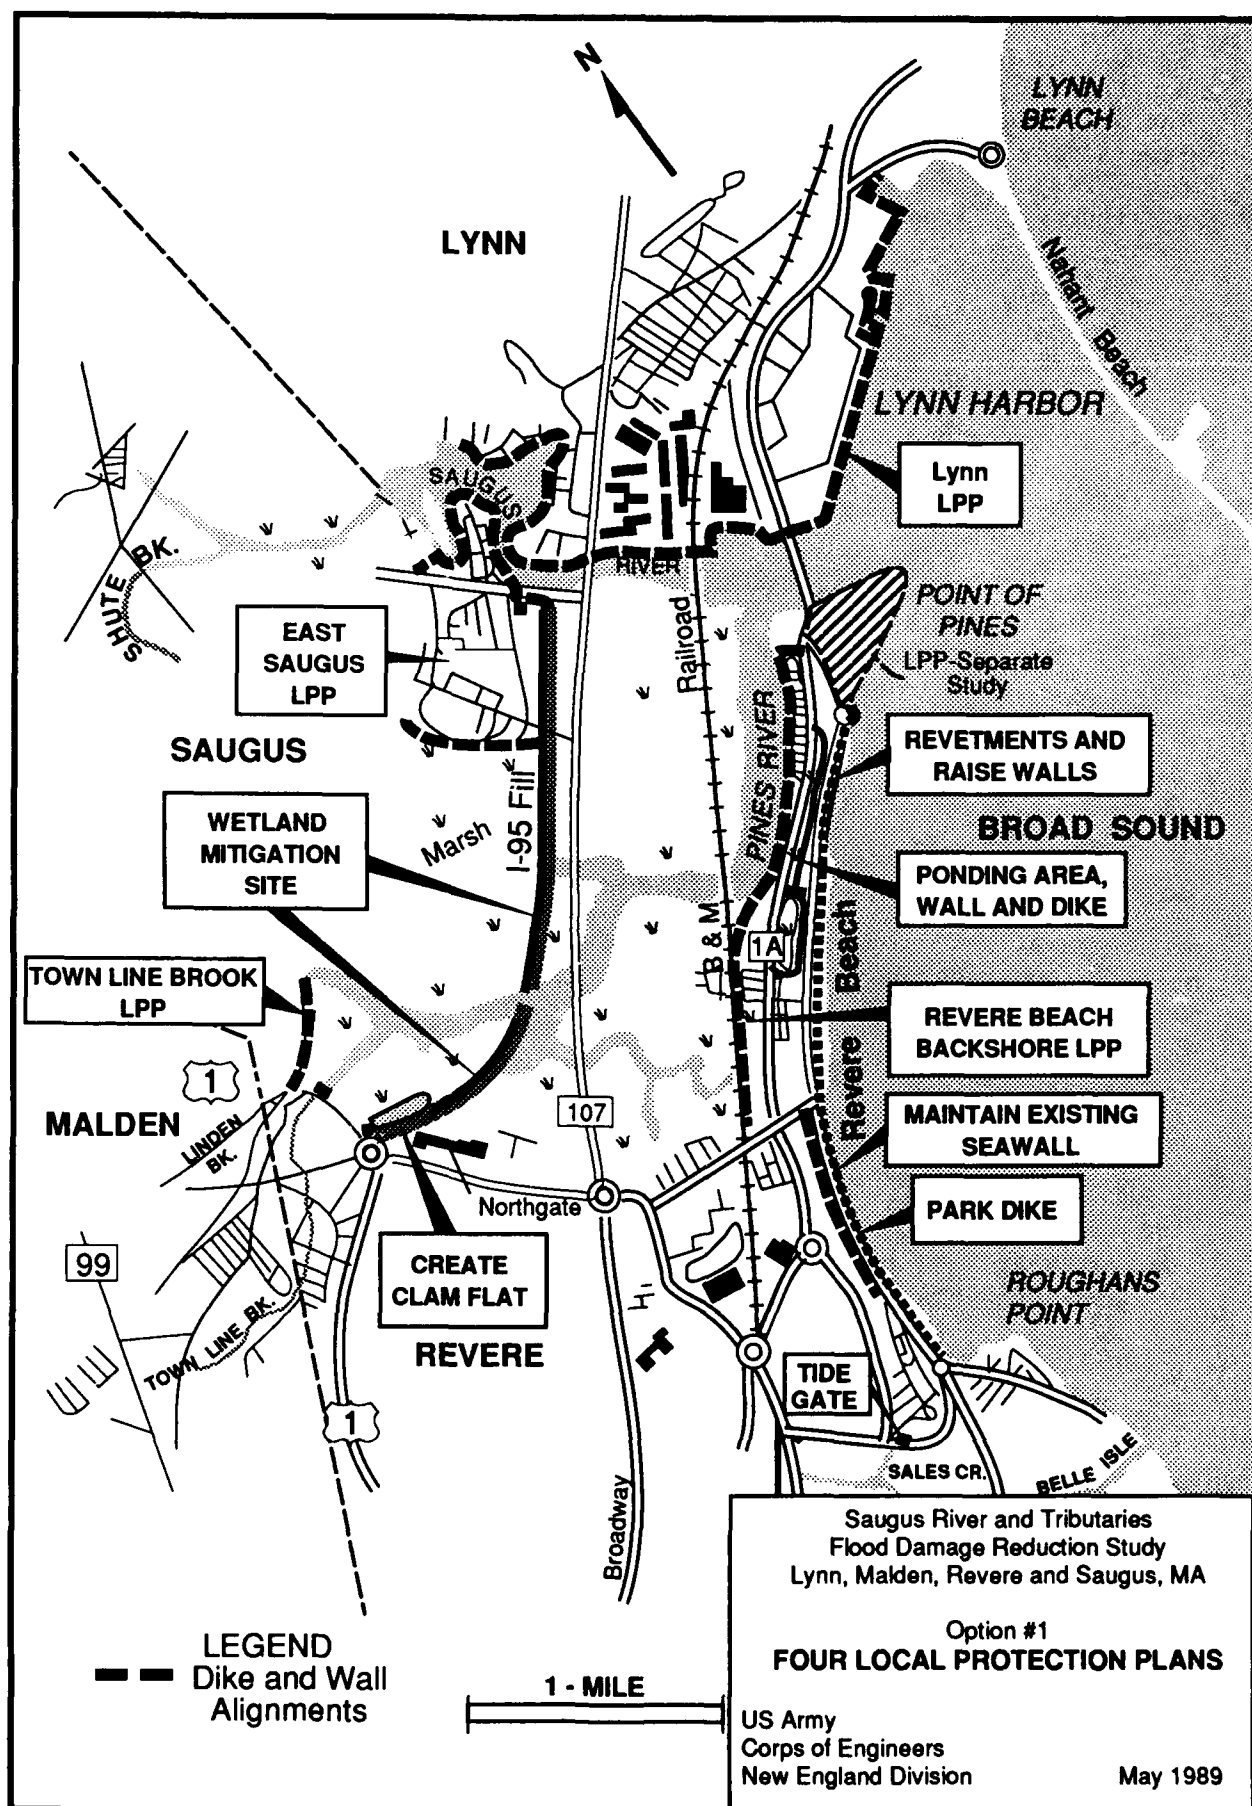 N
LYNN
BEACH
LYNN
Nahant Beach
LYNN HARBOR
Lynn
LPP
SAUGUS
RIVER
SHUTE BK.
EAST
SAUGUS
LPP
POINT OF
PINES
LPP-Separate
Study
Railroad
PINES RIVER
REVETMENTS AND
RAISE WALLS
SAUGUS
I-95 Fill
Marsh
WETLAND
MITIGATION
SITE
BROAD SOUND
PONDING AREA,
WALL AND DIKE
B & M
1A
Revere Beach
TOWN LINE BROOK
LPP
REVERE BEACH
BACKSHORE LPP
1
107
MALDEN
LINDEN
BK.
MAINTAIN EXISTING
SEAWALL
Northgate
PARK DIKE
99
CREATE
CLAM FLAT
ROUGHANS
POINT
TOWN LINE BK.
REVERE
TIDE
GATE
1
SALES CR.
BELLE ISLE
Broadway
Saugus River and Tributaries
Flood Damage Reduction Study
Lynn, Malden, Revere and Saugus, MA
Option #1
FOUR LOCAL PROTECTION PLANS
US Army
Corps of Engineers
New England Division May 1989
LEGEND
Dike and Wall
Alignments
1 - MILE